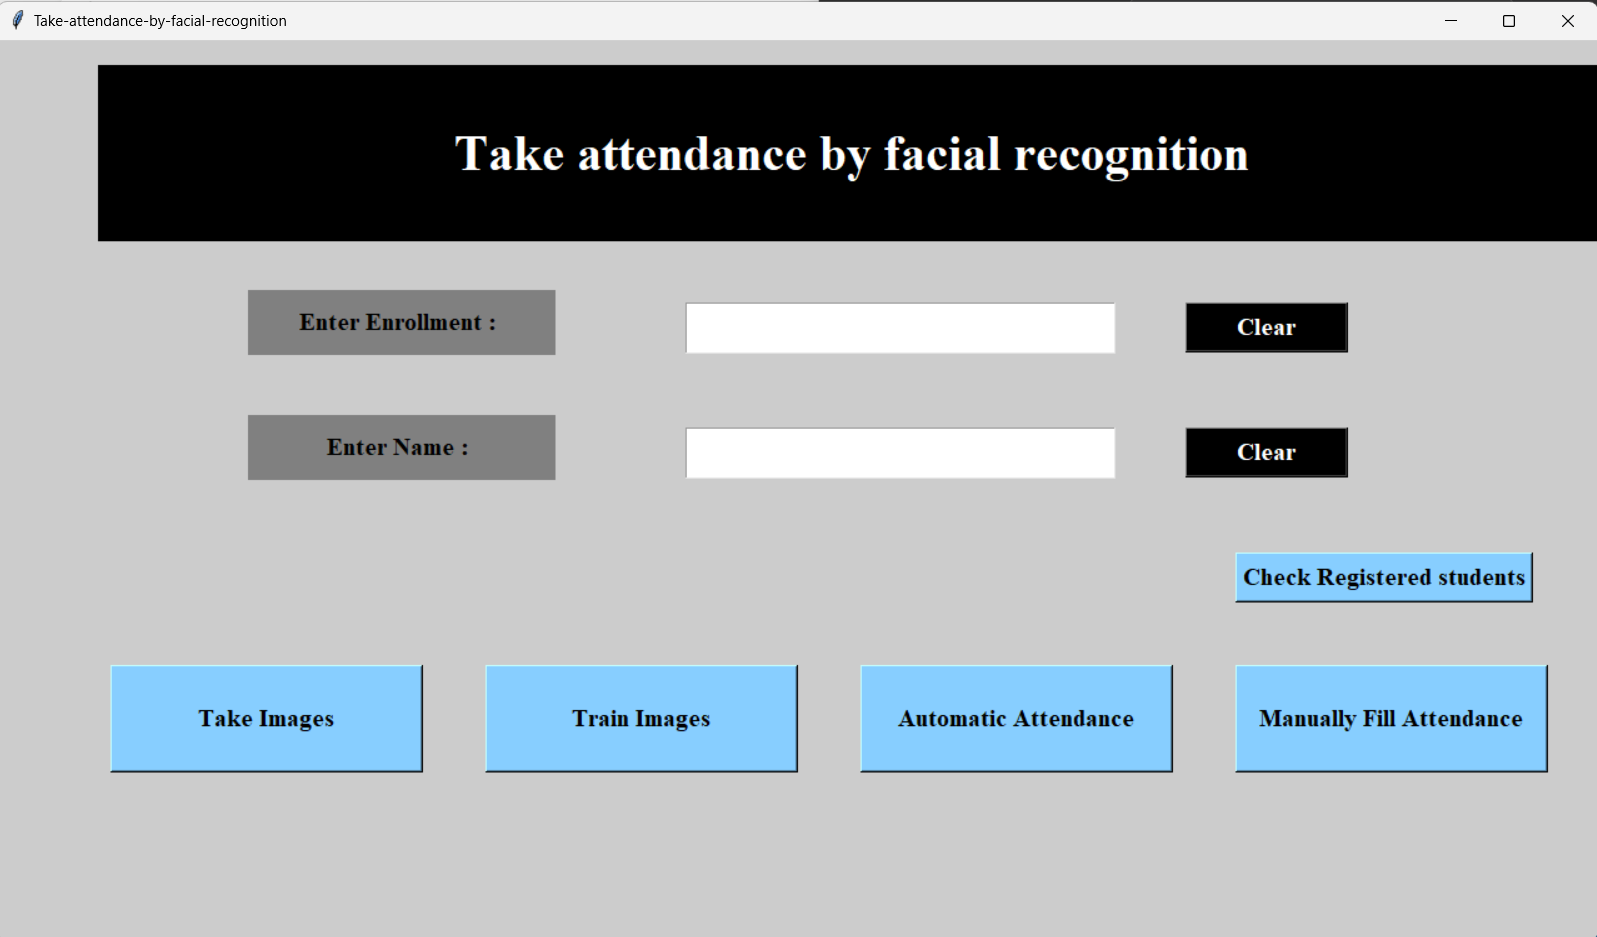 Take-attendance-by-facial-recognition
Take attendance by facial recognition
Enter Enrollment :
Clear
Enter Name :
Clear
Check Registered students
Take Images
Train Images
Automatic Attendance
Manually Fill Attendance